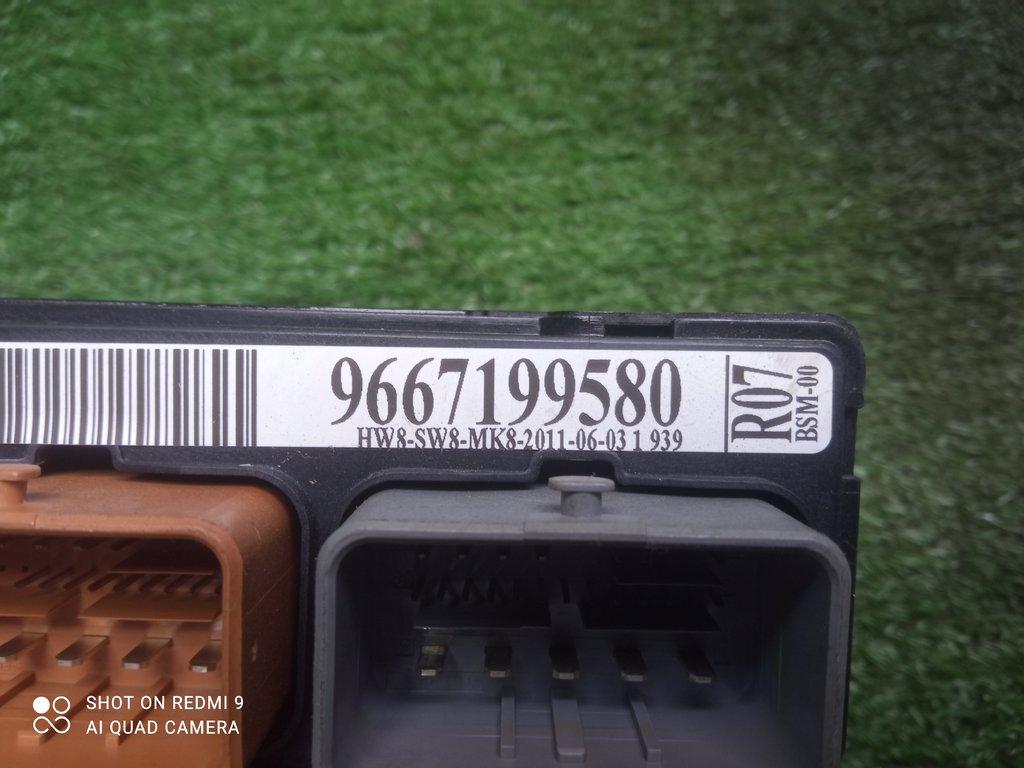 9667199580
HW8-SW8-MK8-2011-06-03 1 939
R07
BSM-00
SHOT ON REDMI 9
AI QUAD CAMERA